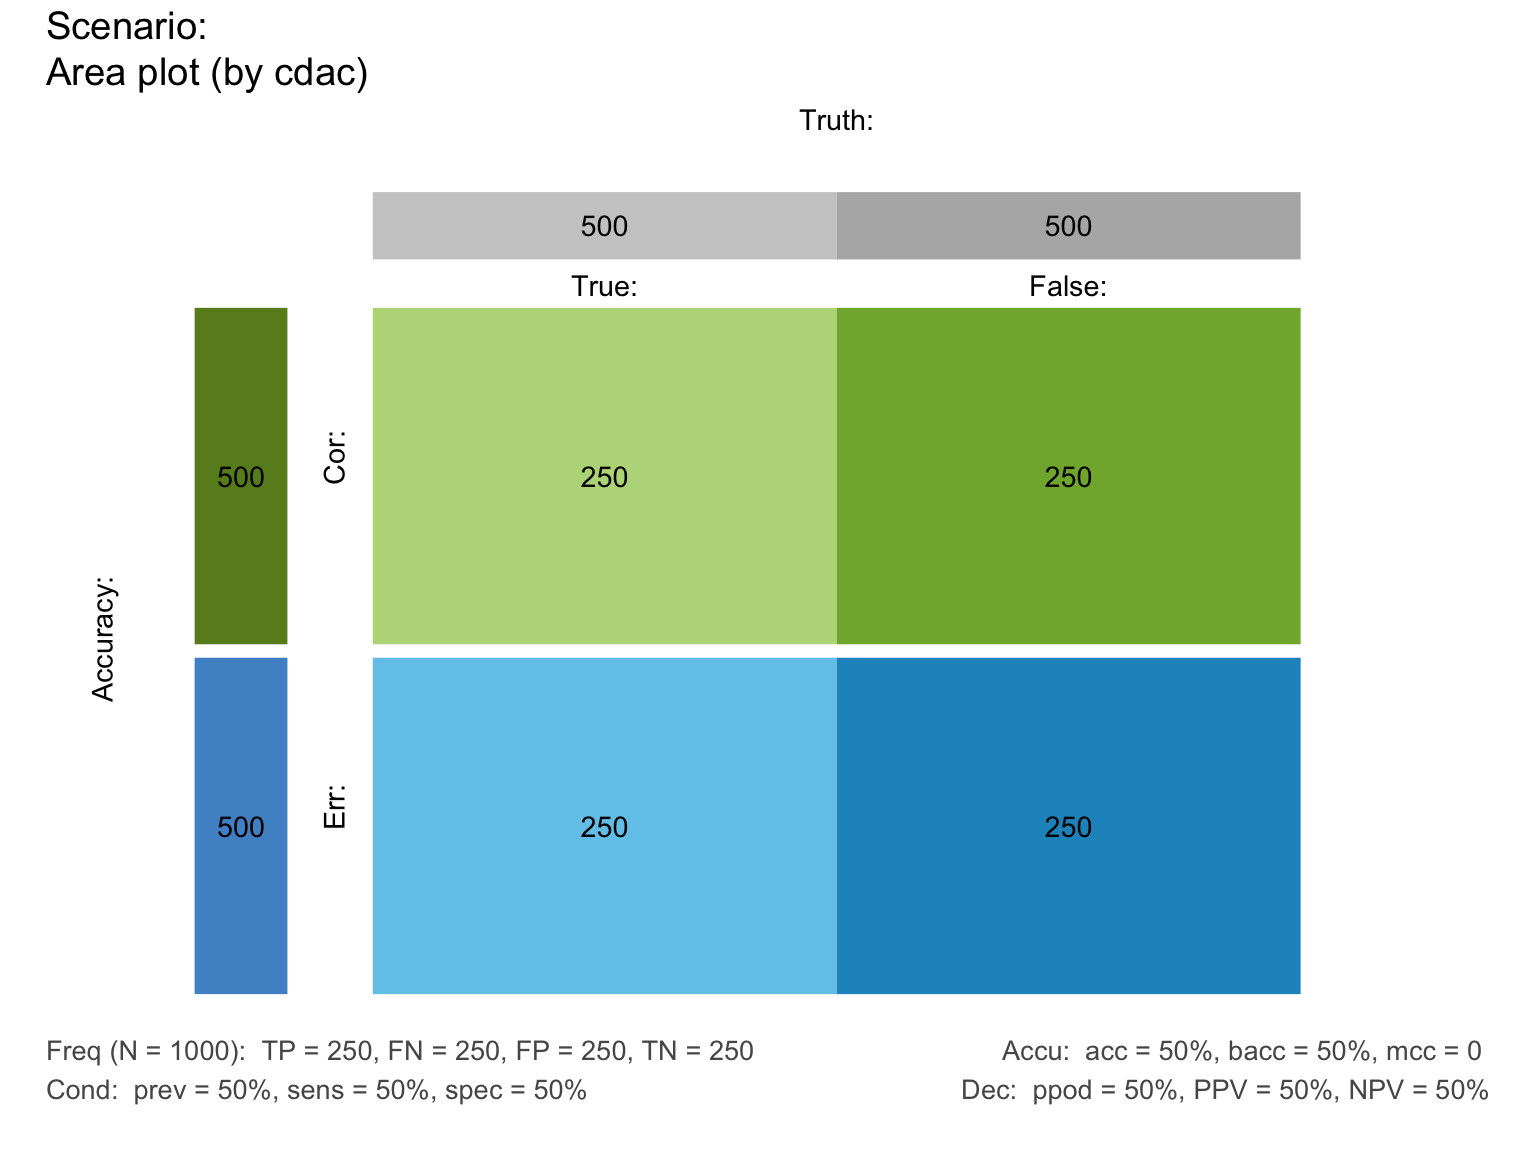 Scenario:
Area plot (by cdac)
Truth:
500 500
True: False:
Accuracy:
500 Cor: 250 250
500 Err: 250 250
Freq (N = 1000):  TP = 250, FN = 250, FP = 250, TN = 250
Accu:  acc = 50%, bacc = 50%, mcc = 0
Cond:  prev = 50%, sens = 50%, spec = 50%
Dec:  ppod = 50%, PPV = 50%, NPV = 50%